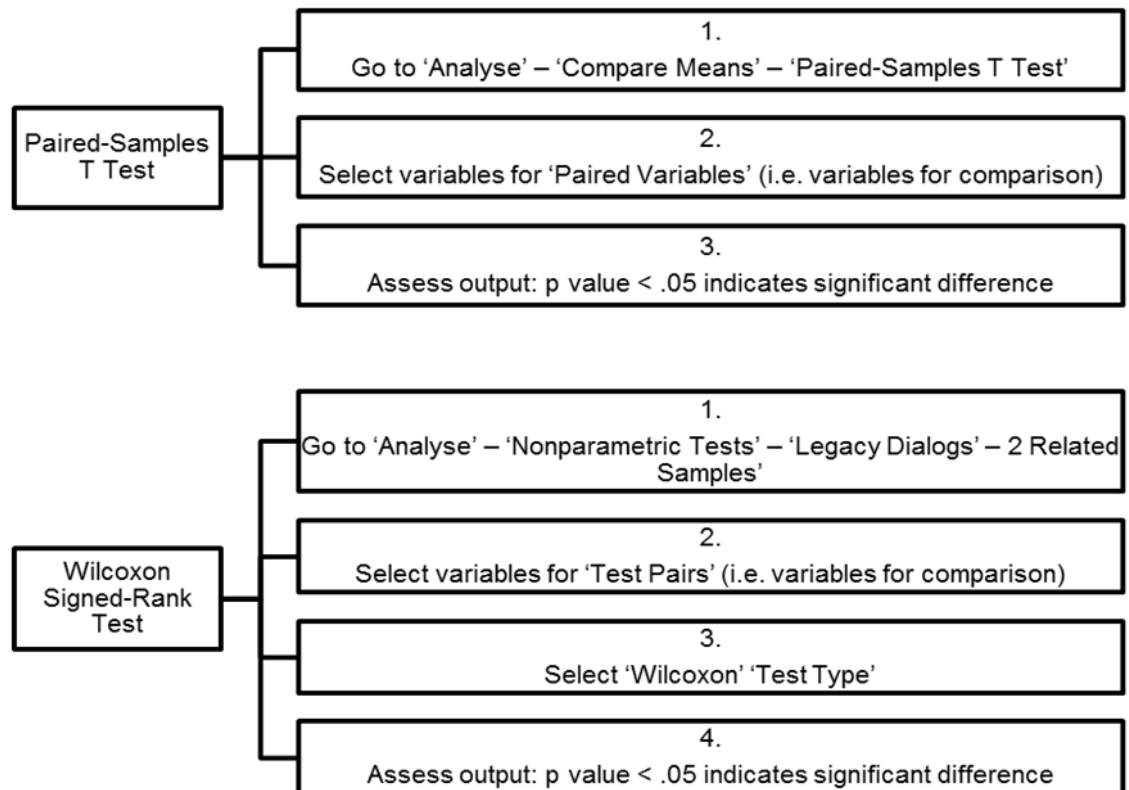 Paired-Samples
T Test
1.
Go to ‘Analyse’ – ‘Compare Means’ – ‘Paired-Samples T Test’
2.
Select variables for ‘Paired Variables’ (i.e. variables for comparison)
3.
Assess output: p value < .05 indicates significant difference
Wilcoxon
Signed-Rank
Test
1.
Go to ‘Analyse’ – ‘Nonparametric Tests’ – ‘Legacy Dialogs’ – 2 Related
Samples’
2.
Select variables for ‘Test Pairs’ (i.e. variables for comparison)
3.
Select ‘Wilcoxon’ ‘Test Type’
4.
Assess output: p value < .05 indicates significant difference